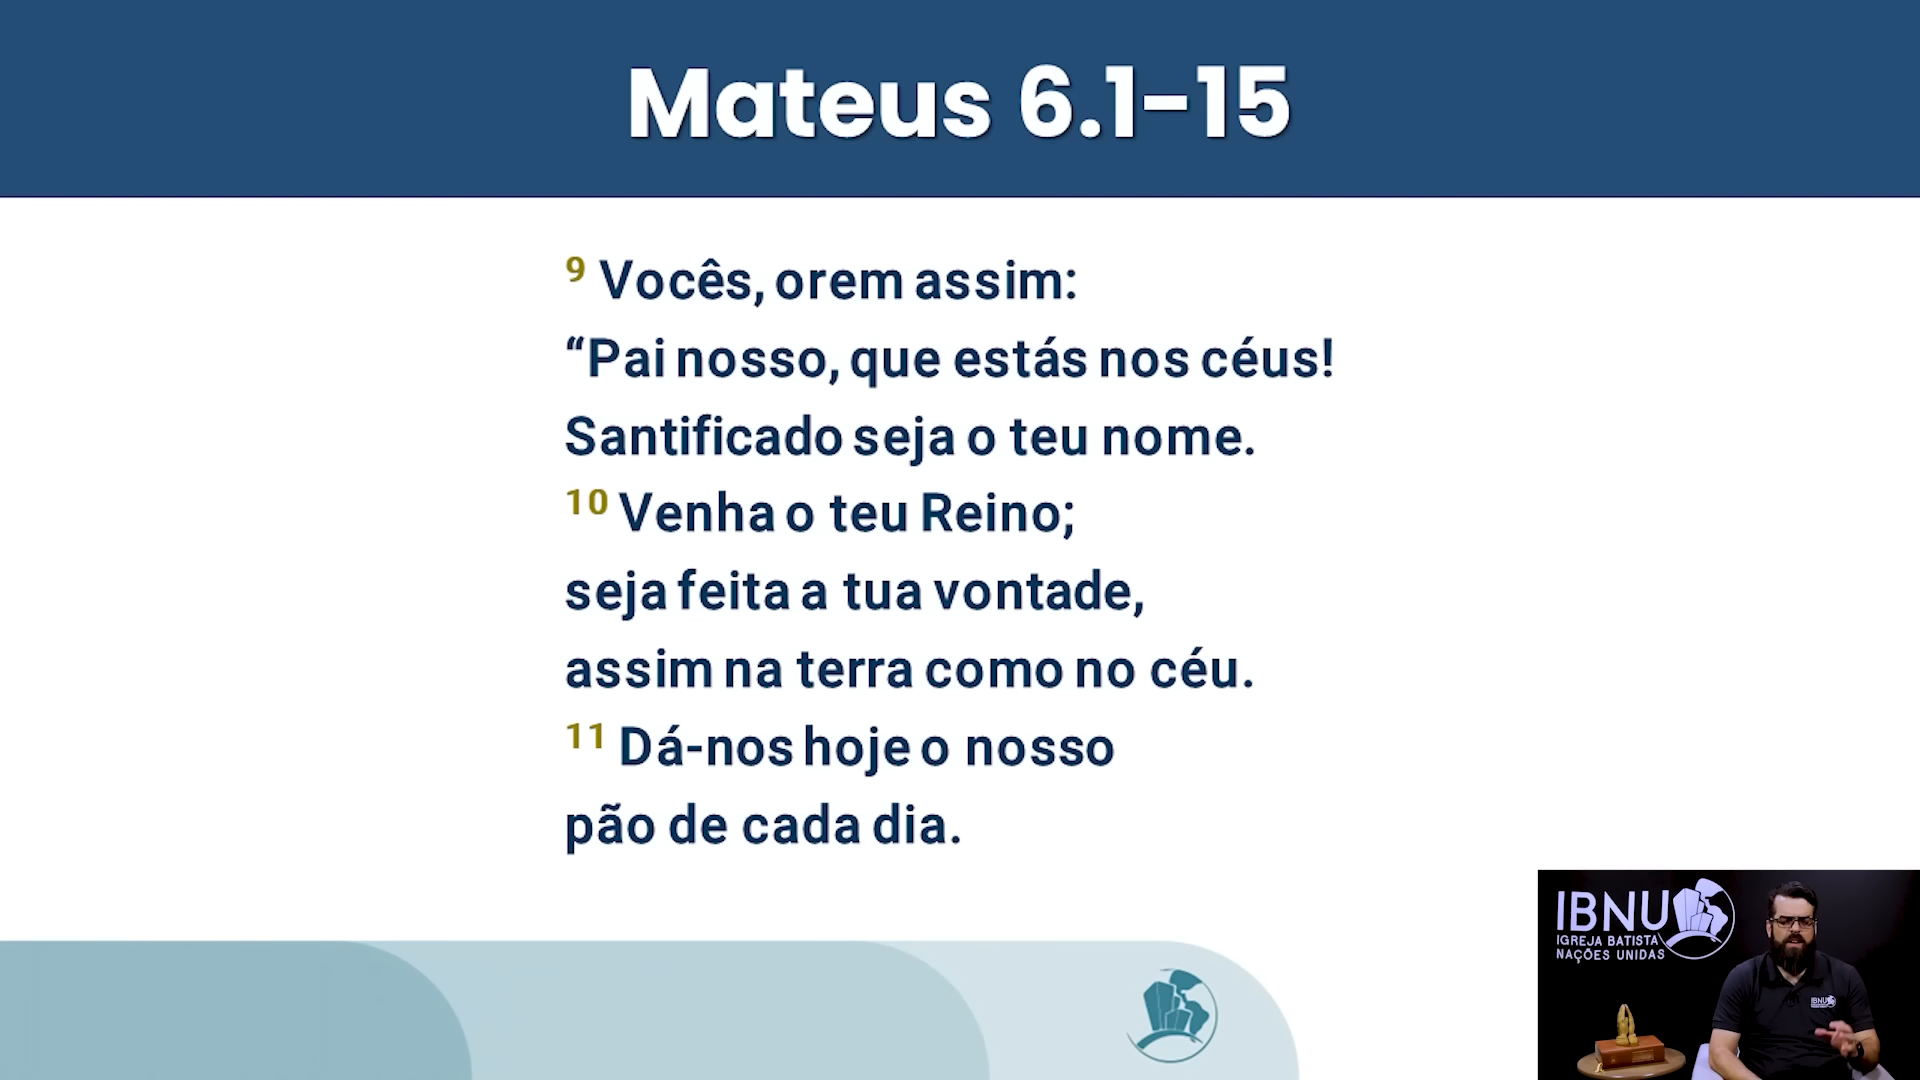 Mateus 6.1-15
9 Vocês, orem assim:
“Pai nosso, que estás nos céus!
Santificado seja o teu nome.
10 Venha o teu Reino;
seja feita a tua vontade,
assim na terra como no céu.
11 Dá-nos hoje o nosso
pão de cada dia.
IBNU
IGREJA BATISTA
NAÇÕES UNIDAS
IBNU